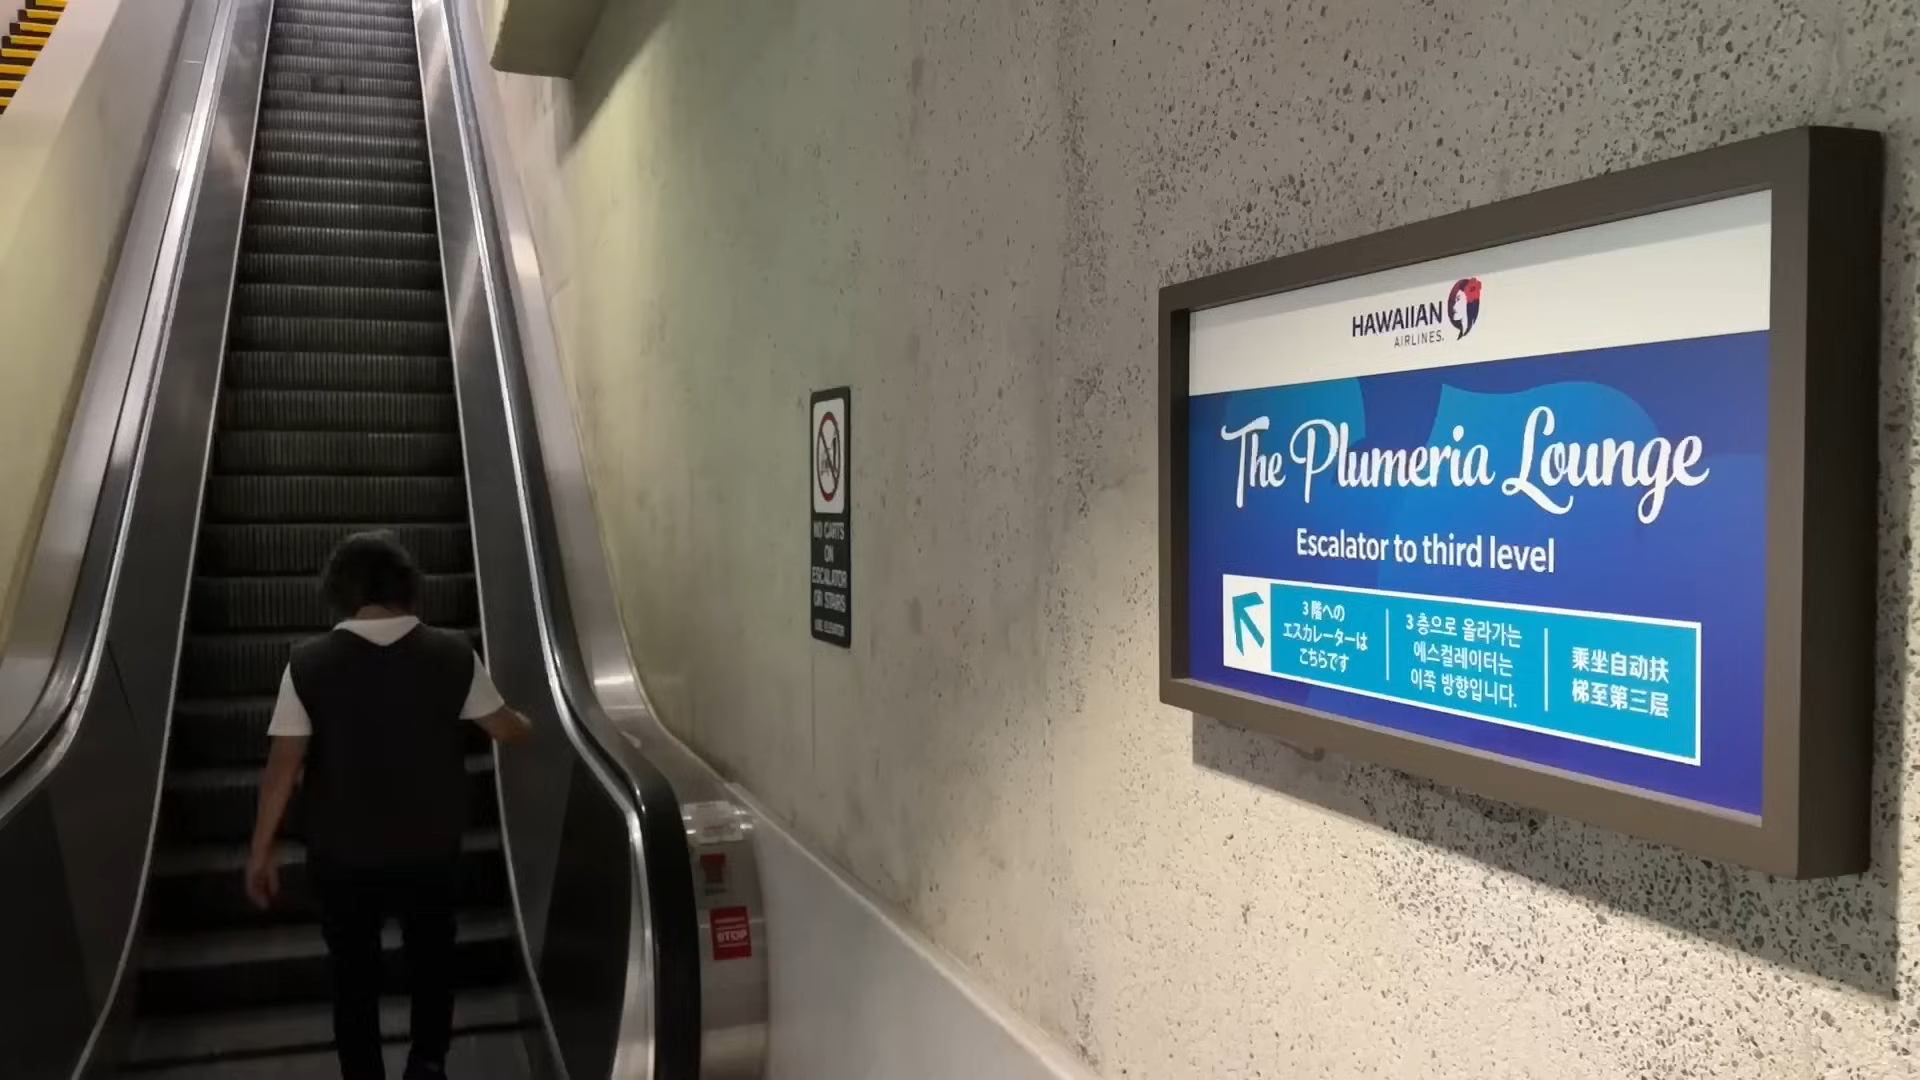 HAWAIIAN
AIRLINES.
The Plumeria Lounge
Escalator to third level
3 階への
エスカレーターは
こちらです
3 층으로 올라가는
에스컬레이터는
이쪽 방향입니다.
乘坐自动扶
梯至第三层
NO CARTS
ON
ESCALATOR
OR STAIRS
USE ELEVATOR
STOP